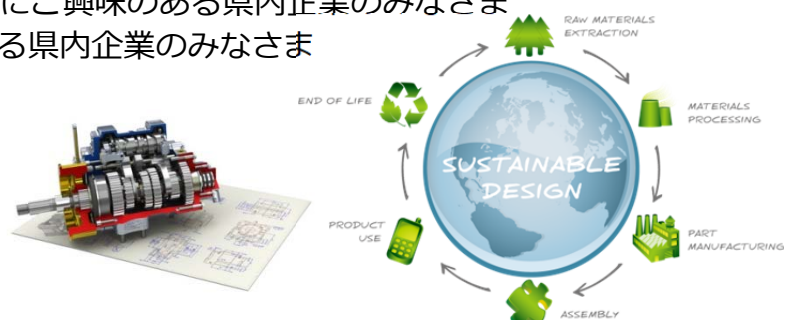 にご興味のある県内企業のみなさま
る県内企業のみなさま
RAW MATERIALS
EXTRACTION
END OF LIFE
MATERIALS
PROCESSING
SUSTAINABLE
DESIGN
PRODUCT
USE
PART
MANUFACTURING
ASSEMBLY